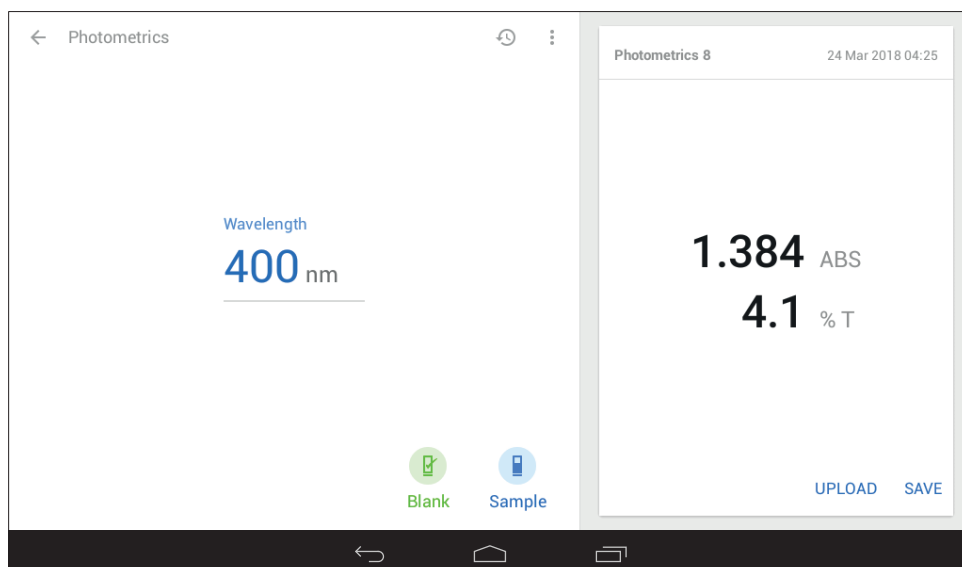 Photometrics
Wavelength
400 nm
Blank
Sample
Photometrics 8
24 Mar 2018 04:25
1.384 ABS
4.1 % T
UPLOAD
SAVE